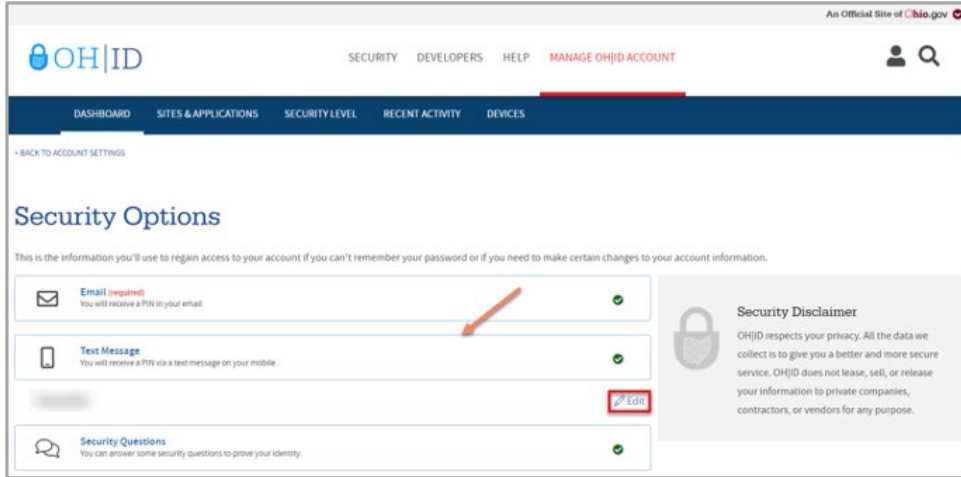 An Official Site of Ohio.gov
OH|ID
SECURITY DEVELOPERS HELP MANAGE OH|ID ACCOUNT
DASHBOARD SITES & APPLICATIONS SECURITY LEVEL RECENT ACTIVITY DEVICES
< BACK TO ACCOUNT SETTINGS
Security Options
This is the information you'll use to regain access to your account if you can't remember your password or if you need to make certain changes to your account information.
Email (required)
You will receive a PIN in your email
Text Message
You will receive a PIN via a text message on your mobile
Edit
Security Questions
You can answer some security questions to prove your identity.
Security Disclaimer
OH|ID respects your privacy. All the data we
collect is to give you a better and more secure
service. OH|ID does not lease, sell, or release
your information to private companies,
contractors, or vendors for any purpose.